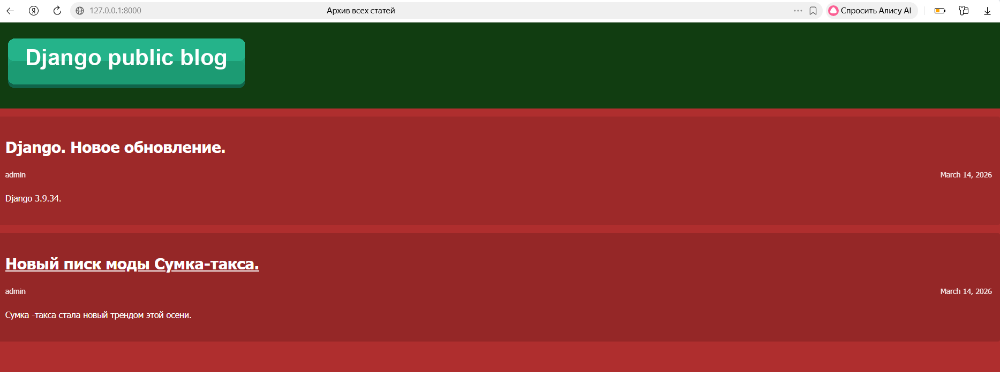 127.0.0.1:8000 Архив всех статей Спросить Алису AI
Django public blog
Django. Новое обновление.
admin March 14, 2026
Django 3.9.34.
Новый писк моды Сумка-такса.
admin March 14, 2026
Сумка -такса стала новый трендом этой осени.